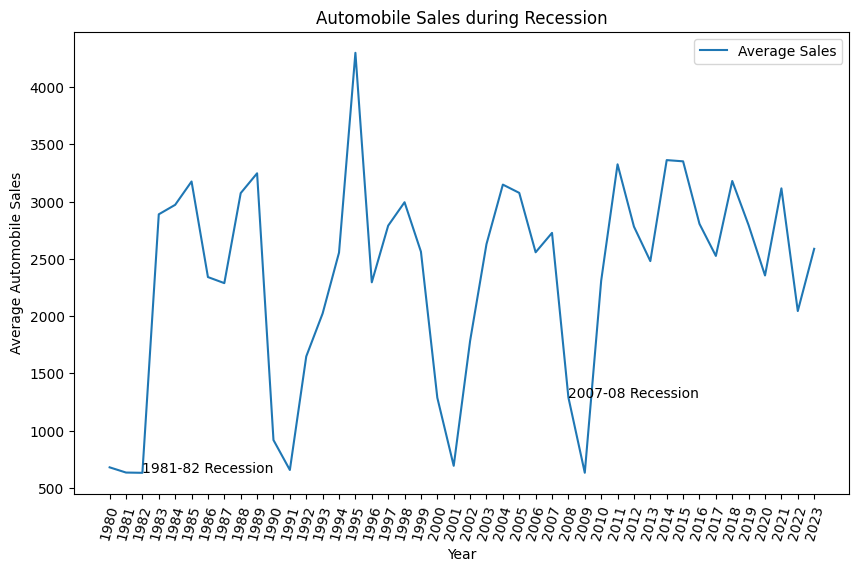 Automobile Sales during Recession
Average Sales
4000
3500
3000
2500
2000
1500
1000
500
Average Automobile Sales
2007-08 Recession
1981-82 Recession
1980 1981 1982 1983 1984 1985 1986 1987 1988 1989 1990 1991 1992 1993 1994 1995 1996 1997 1998 1999 2000 2001 2002 2003 2004 2005 2006 2007 2008 2009 2010 2011 2012 2013 2014 2015 2016 2017 2018 2019 2020 2021 2022 2023
Year